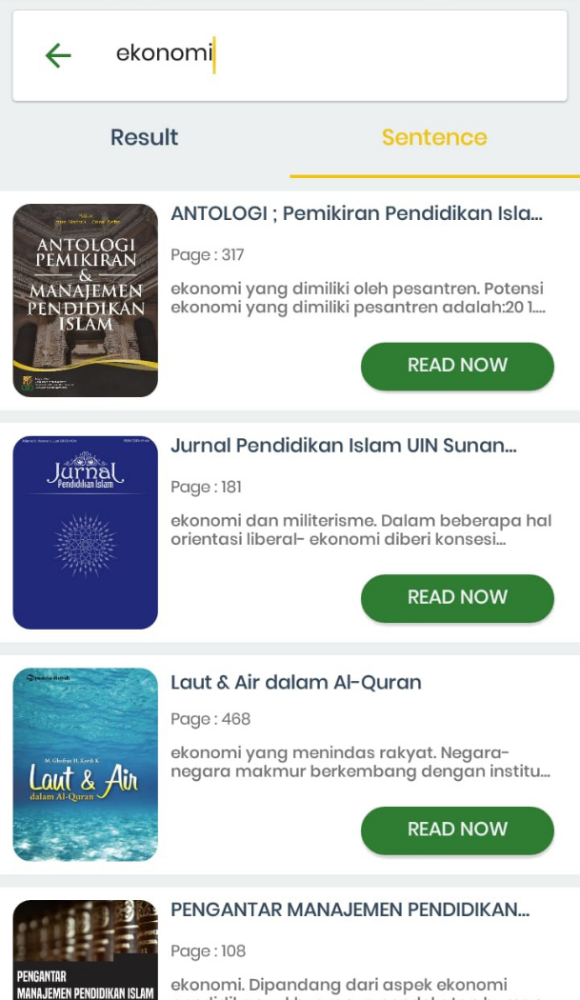 ekonomi
Result
Sentence
ANTOLOGI ; Pemikiran Pendidikan Isla...
Page : 317
ekonomi yang dimiliki oleh pesantren. Potensi
ekonomi yang dimiliki pesantren adalah:20 1....
READ NOW
ANTOLOGI
PEMIKIRAN
&
MANAJEMEN
PENDIDIKAN
ISLAM
Jurnal Pendidikan Islam UIN Sunan...
Page : 181
ekonomi dan militerisme. Dalam beberapa hal
orientasi liberal- ekonomi diberi konsesi...
READ NOW
Jurnal
Pendidikan Islam
Laut & Air dalam Al-Quran
Page : 468
ekonomi yang menindas rakyat. Negara-
negara makmur berkembang dengan institu...
READ NOW
M. Ghufran H. Kordi K
Laut & Air
dalam Al-Quran
PENGANTAR MANAJEMEN PENDIDIKAN...
Page : 108
ekonomi. Dipandang dari aspek ekonomi
PENGANTAR
MANAJEMEN PENDIDIKAN ISLAM